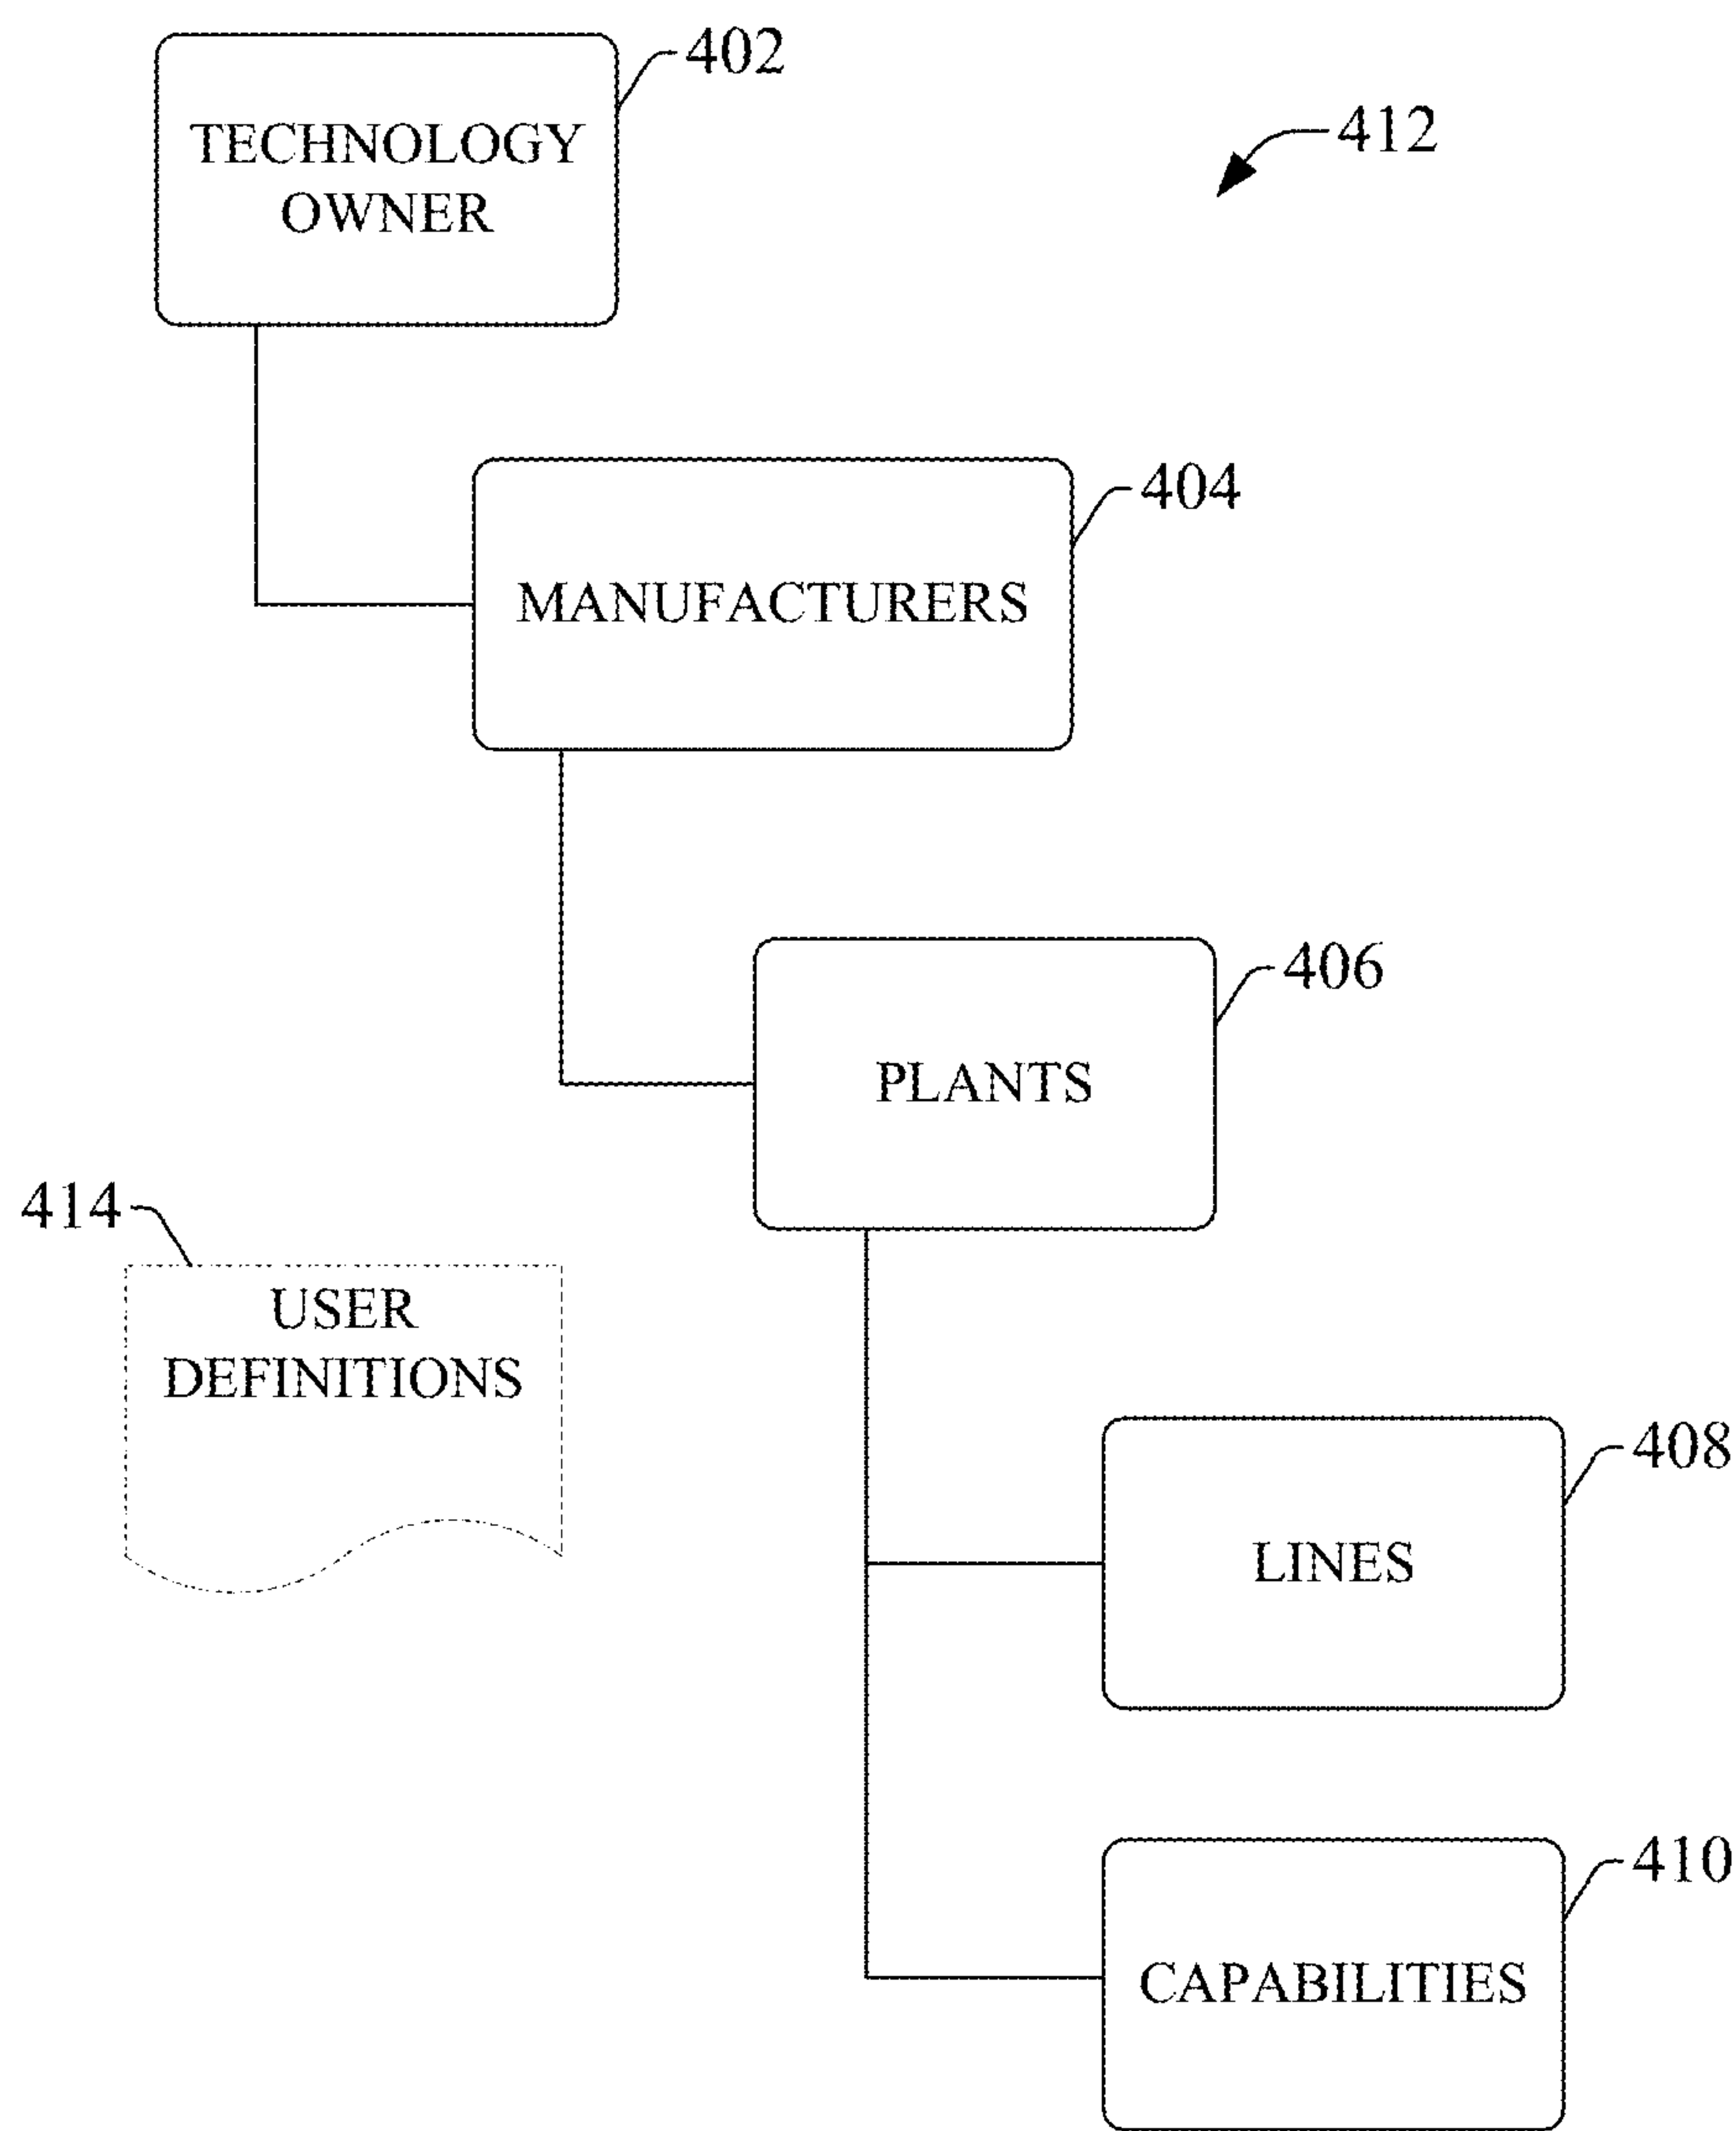 402
TECHNOLOGY
OWNER
412
404
MANUFACTURERS
406
PLANTS
414
USER
DEFINITIONS
408
LINES
410
CAPABILITIES